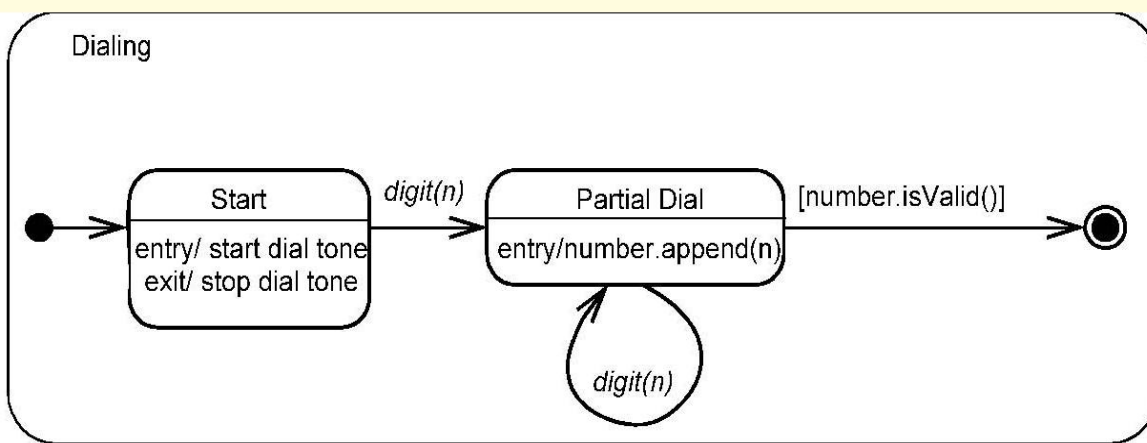 Dialing
Start
entry/ start dial tone
exit/ stop dial tone
digit(n)
Partial Dial
entry/number.append(n)
digit(n)
[number.isValid()]